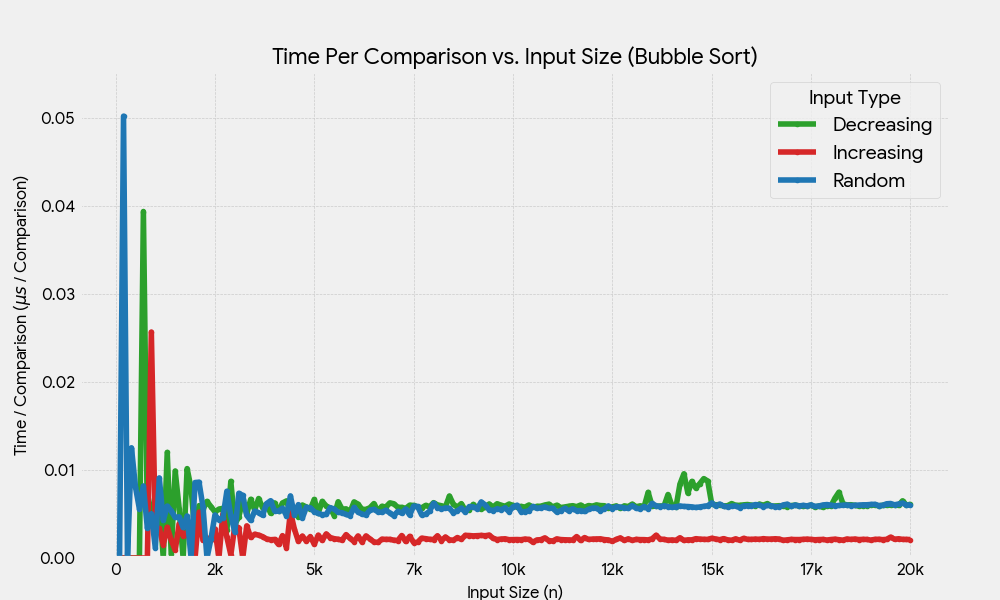 Time Per Comparison vs. Input Size (Bubble Sort)
Input Type
Decreasing
Increasing
Random
Time / Comparison (μs / Comparison)
0.05
0.04
0.03
0.02
0.01
0.00
0
2k
5k
7k
10k
12k
15k
17k
20k
Input Size (n)